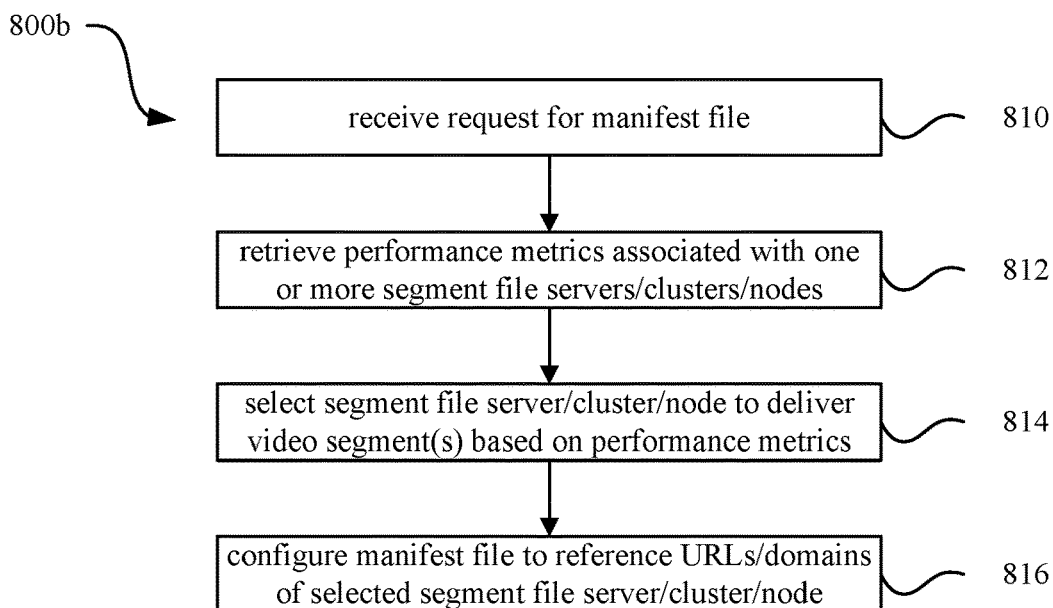 800b
receive request for manifest file
810
retrieve performance metrics associated with one
or more segment file servers/clusters/nodes
812
select segment file server/cluster/node to deliver
video segment(s) based on performance metrics
814
configure manifest file to reference URLs/domains
of selected segment file server/cluster/node
816